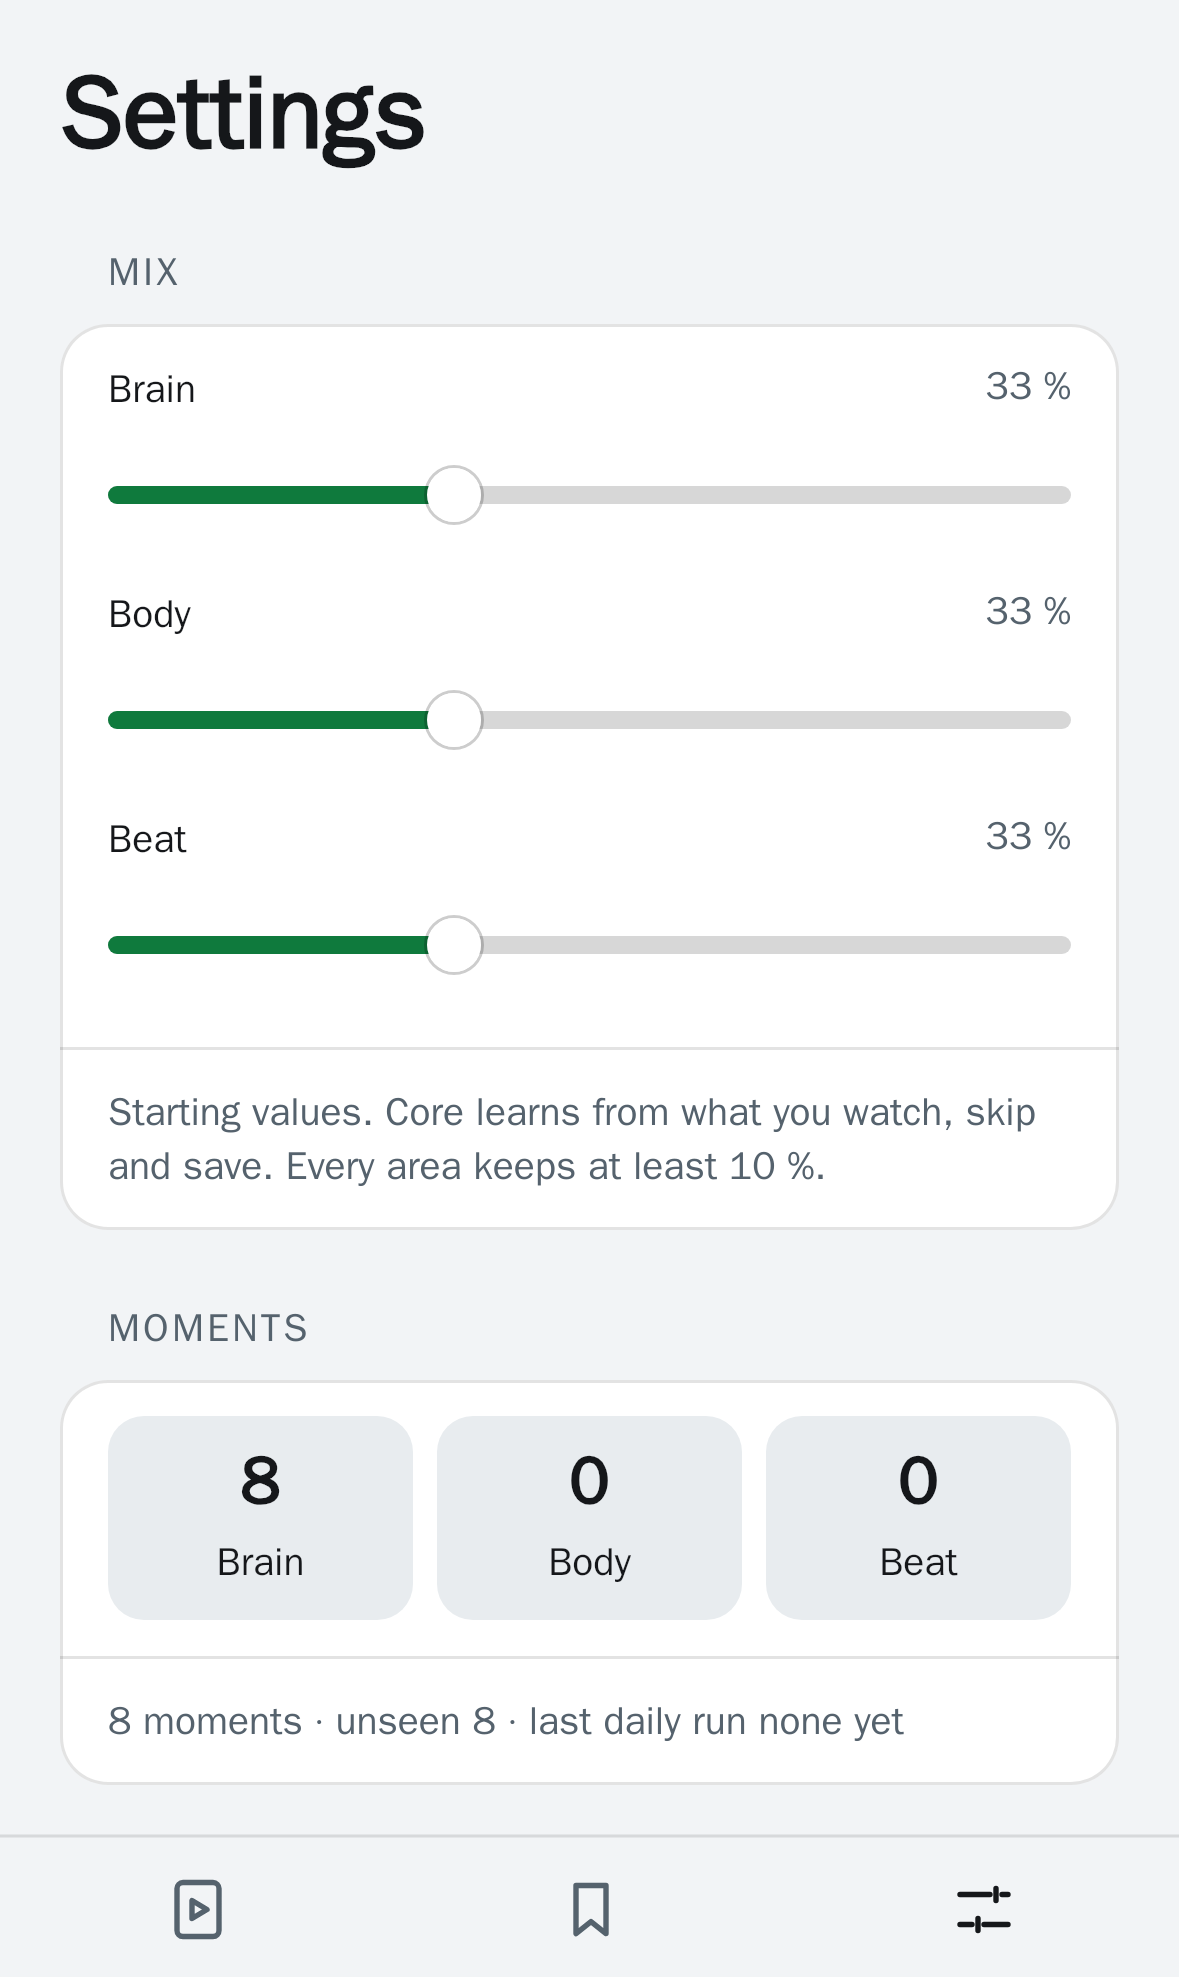 Settings
MIX
Brain 33 %
Body 33 %
Beat 33 %
Starting values. Core learns from what you watch, skip
and save. Every area keeps at least 10 %.
MOMENTS
8 0 0
Brain Body Beat
8 moments · unseen 8 · last daily run none yet